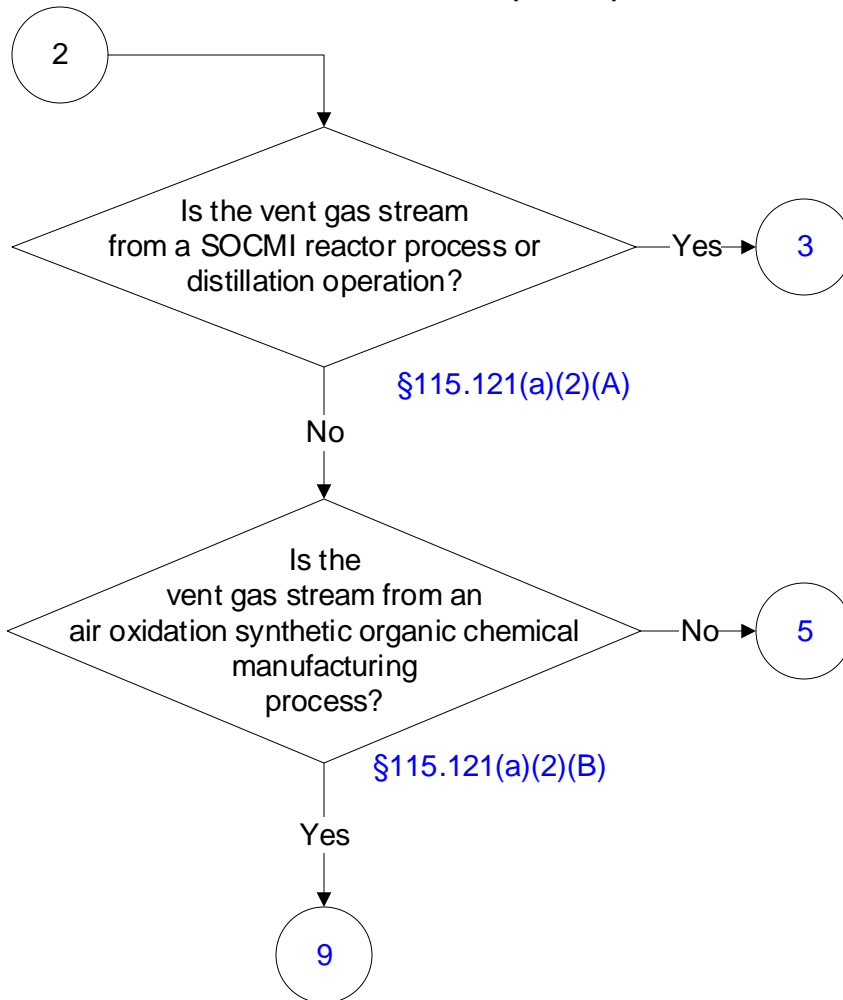 2
Is the vent gas stream
from a SOCMI reactor process or
distillation operation?
Yes
3
§115.121(a)(2)(A)
No
Is the
vent gas stream from an
air oxidation synthetic organic chemical
manufacturing
process?
No
5
§115.121(a)(2)(B)
Yes
9